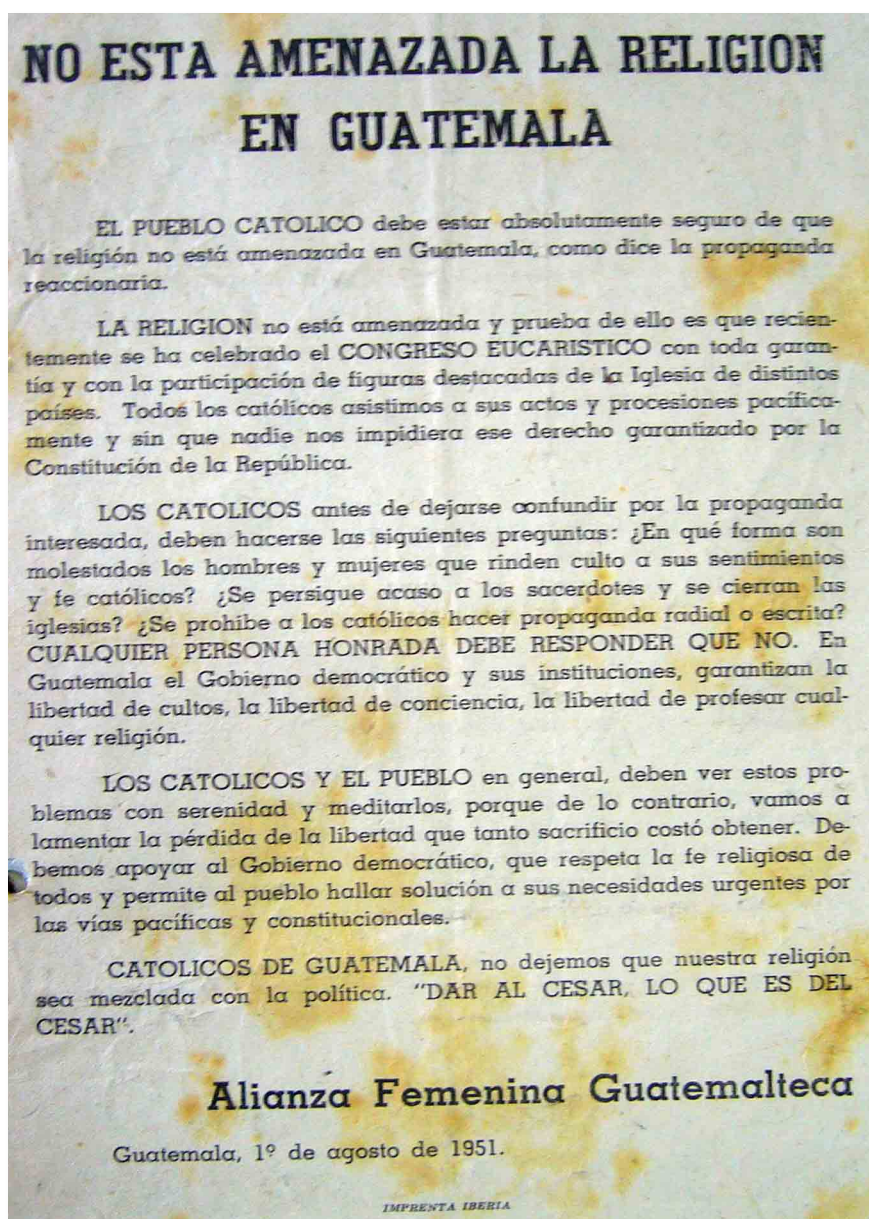 NO ESTA AMENAZADA LA RELIGION
EN GUATEMALA
EL PUEBLO CATOLICO debe estar absolutamente seguro de que
la religión no está amenazada en Guatemala, como dice la propaganda
reaccionaria.
LA RELIGION no está amenazada y prueba de ello es que recien-
temente se ha celebrado el CONGRESO EUCARISTICO con toda garan-
tía y con la participación de figuras destacadas de la Iglesia de distintos
países. Todos los católicos asistimos a sus actos y procesiones pacífica-
mente y sin que nadie nos impidiera ese derecho garantizado por la
Constitución de la República.
LOS CATOLICOS antes de dejarse confundir por la propaganda
interesada, deben hacerse las siguientes preguntas: ¿En qué forma son
molestados los hombres y mujeres que rinden culto a sus sentimientos
y fe católicos? ¿Se persigue acaso a los sacerdotes y se cierran las
iglesias? ¿Se prohibe a los católicos hacer propaganda radial o escrita?
CUALQUIER PERSONA HONRADA DEBE RESPONDER QUE NO. En
Guatemala el Gobierno democrático y sus instituciones, garantizan la
libertad de cultos, la libertad de conciencia, la libertad de profesar cual-
quier religión.
LOS CATOLICOS Y EL PUEBLO en general, deben ver estos pro-
blemas con serenidad y meditarlos, porque de lo contrario, vamos a
lamentar la pérdida de la libertad que tanto sacrificio costó obtener. De-
bemos apoyar al Gobierno democrático, que respeta la fe religiosa de
todos y permite al pueblo hallar solución a sus necesidades urgentes por
las vías pacíficas y constitucionales.
CATOLICOS DE GUATEMALA, no dejemos que nuestra religión
sea mezclada con la política. "DAR AL CESAR, LO QUE ES DEL
CESAR".
Alianza Femenina Guatemalteca
Guatemala, 1º de agosto de 1951.
IMPRENTA IBERIA